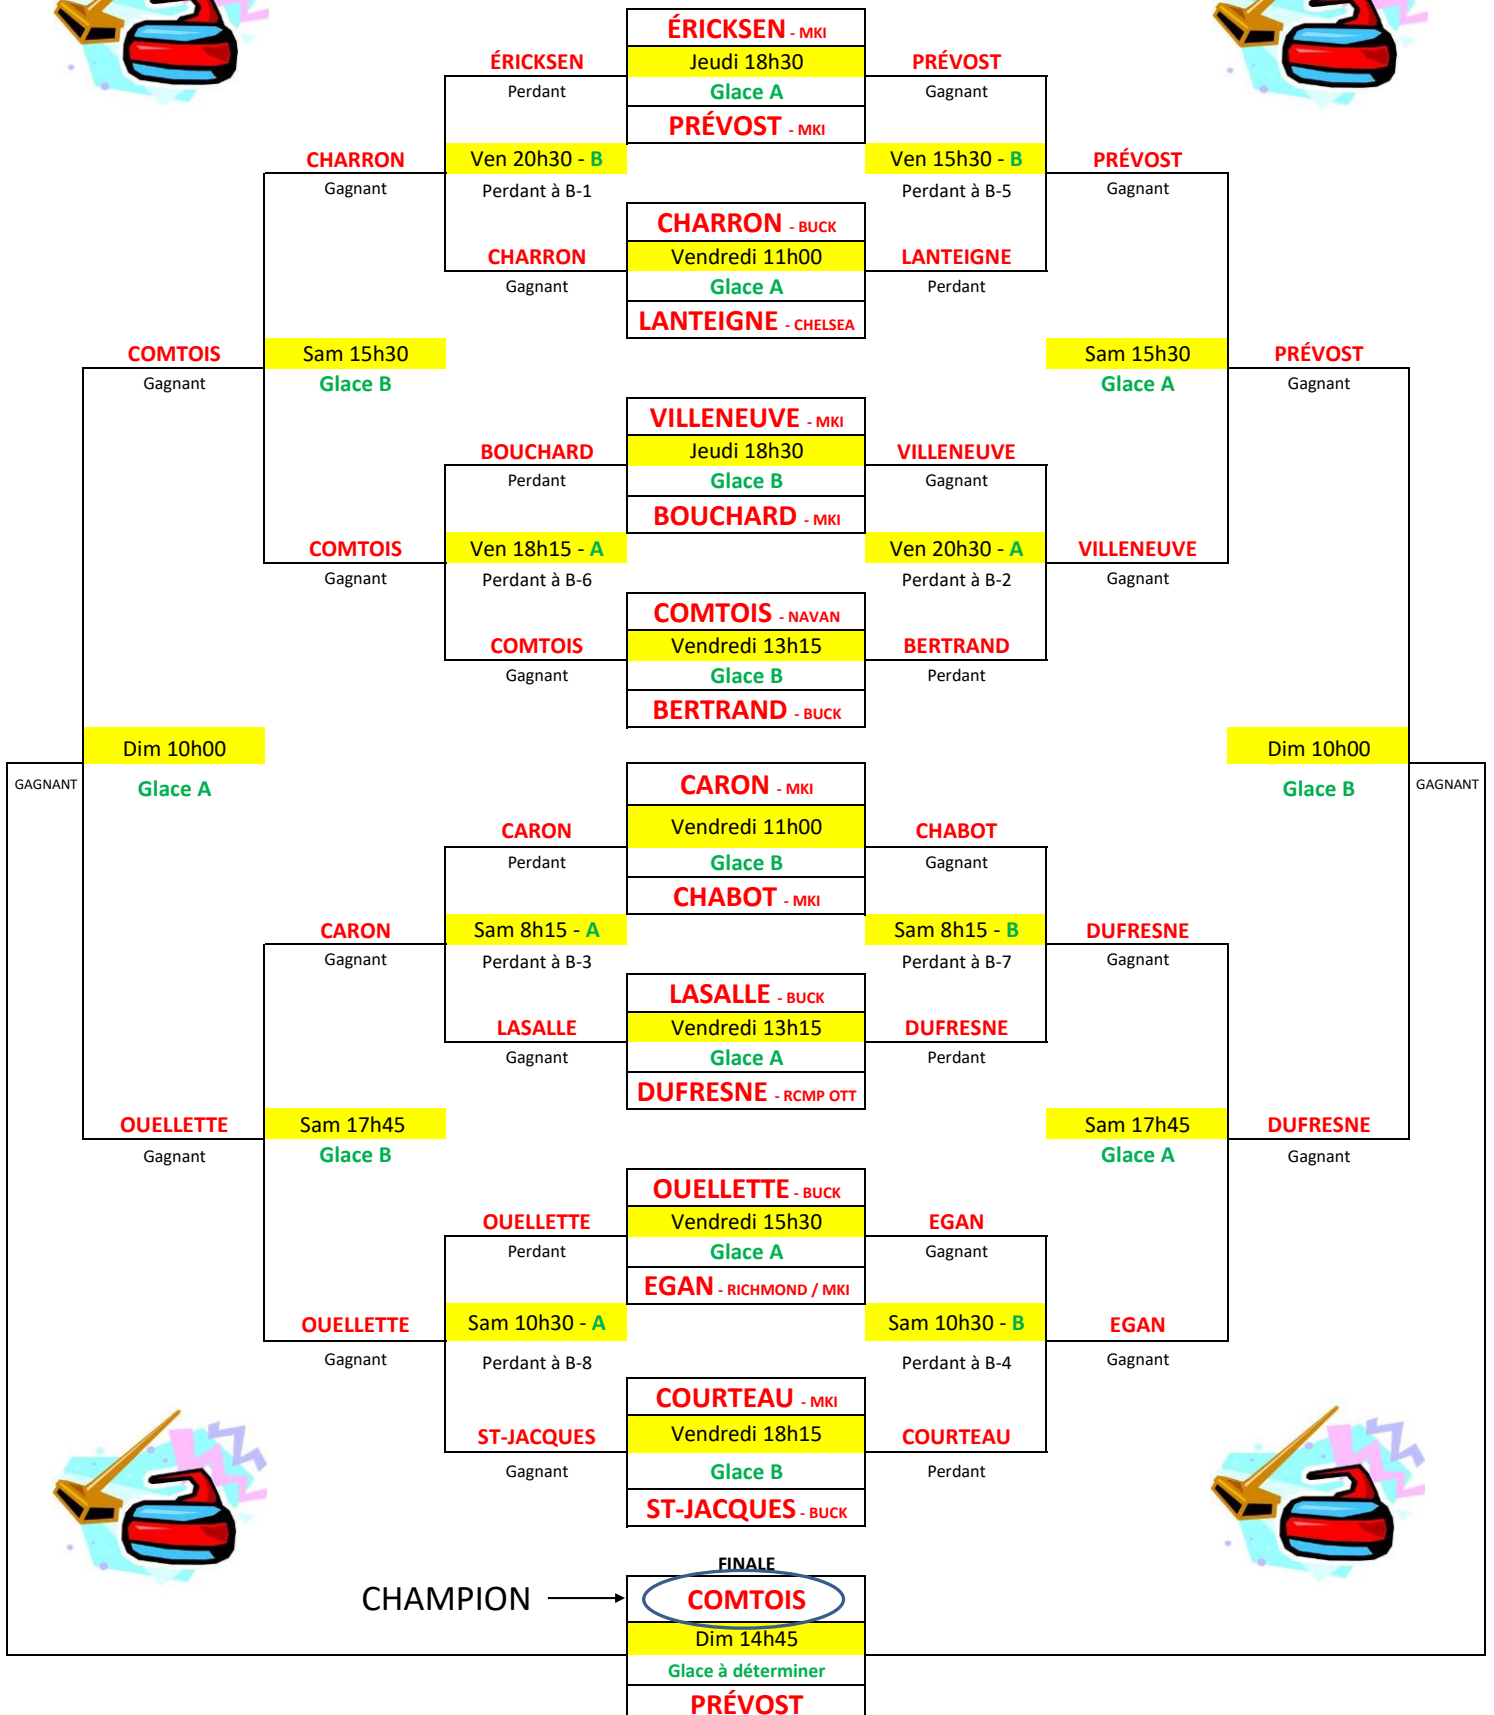 ÉRICKSEN - MKI
ÉRICKSEN Jeudi 18h30 PRÉVOST
Perdant Glace A Gagnant
PRÉVOST - MKI
CHARRON Ven 20h30 - B Ven 15h30 - B PRÉVOST
Gagnant Perdant à B-1 Perdant à B-5 Gagnant
CHARRON - BUCK
CHARRON Vendredi 11h00 LANTEIGNE
Gagnant Glace A Perdant
LANTEIGNE - CHELSEA
COMTOIS Sam 15h30 Sam 15h30 PRÉVOST
Gagnant Glace B Glace A Gagnant
VILLENEUVE - MKI
BOUCHARD Jeudi 18h30 VILLENEUVE
Perdant Glace B Gagnant
BOUCHARD - MKI
COMTOIS Ven 18h15 - A Ven 20h30 - A VILLENEUVE
Gagnant Perdant à B-6 Perdant à B-2 Gagnant
COMTOIS - NAVAN
COMTOIS Vendredi 13h15 BERTRAND
Gagnant Glace B Perdant
BERTRAND - BUCK
Dim 10h00 Dim 10h00
GAGNANT Glace A CARON - MKI Glace B GAGNANT
CARON Vendredi 11h00 CHABOT
Perdant Glace B Gagnant
CHABOT - MKI
CARON Sam 8h15 - A Sam 8h15 - B DUFRESNE
Gagnant Perdant à B-3 Perdant à B-7 Gagnant
LASALLE - BUCK
LASALLE Vendredi 13h15 DUFRESNE
Gagnant Glace A Perdant
DUFRESNE - RCMP OTT
OUELLETTE Sam 17h45 Sam 17h45 DUFRESNE
Gagnant Glace B Glace A Gagnant
OUELLETTE - BUCK
OUELLETTE Vendredi 15h30 EGAN
Perdant Glace A Gagnant
EGAN - RICHMOND / MKI
OUELLETTE Sam 10h30 - A Sam 10h30 - B EGAN
Gagnant Perdant à B-8 Perdant à B-4 Gagnant
COURTEAU - MKI
ST-JACQUES Vendredi 18h15 COURTEAU
Gagnant Glace B Perdant
ST-JACQUES - BUCK
FINALE
CHAMPION COMTOIS
Dim 14h45
Glace à déterminer
PRÉVOST